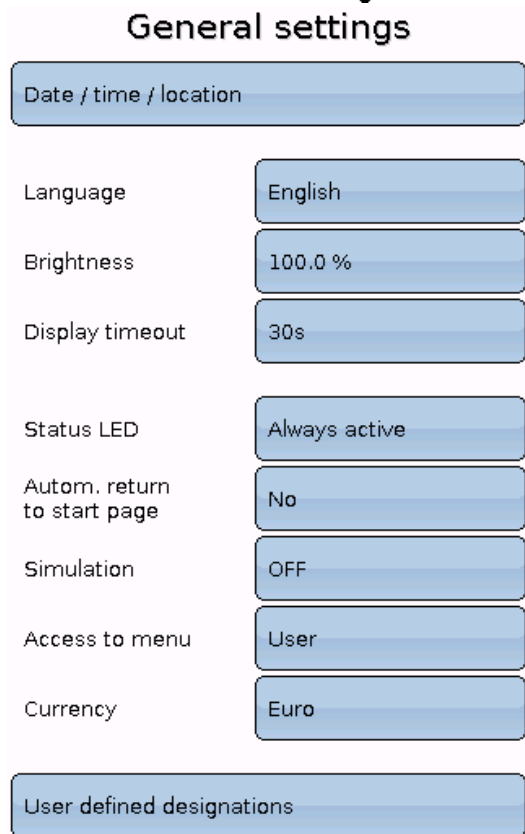 General settings
Date / time / location
Language
English
Brightness
100.0 %
Display timeout
30s
Status LED
Always active
Autom. return
to start page
No
Simulation
OFF
Access to menu
User
Currency
Euro
User defined designations